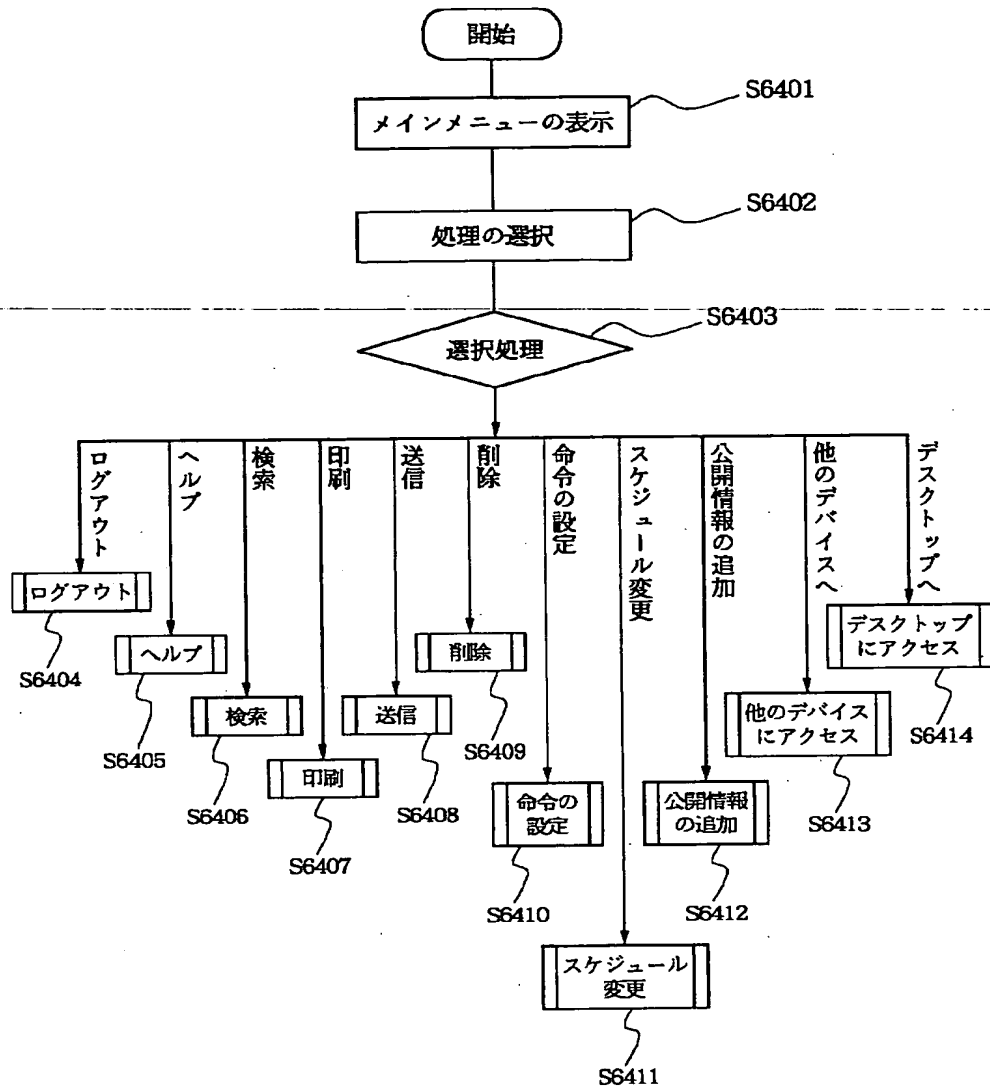 開始
S6401
メインメニューの表示
S6402
処理の選択
S6403
選択処理
ログアウト
ヘルプ
検索
印刷
送信
削除
命令の設定
スケジュール変更
公開情報の追加
他のデバイスへ
デスクトップへ
ログアウト
S6404
ヘルプ
S6405
検索
S6406
印刷
S6407
送信
S6408
削除
S6409
命令の
設定
S6410
スケジュール
変更
S6411
公開情報
の追加
S6412
他のデバイス
にアクセス
S6413
デスクトップ
にアクセス
S6414